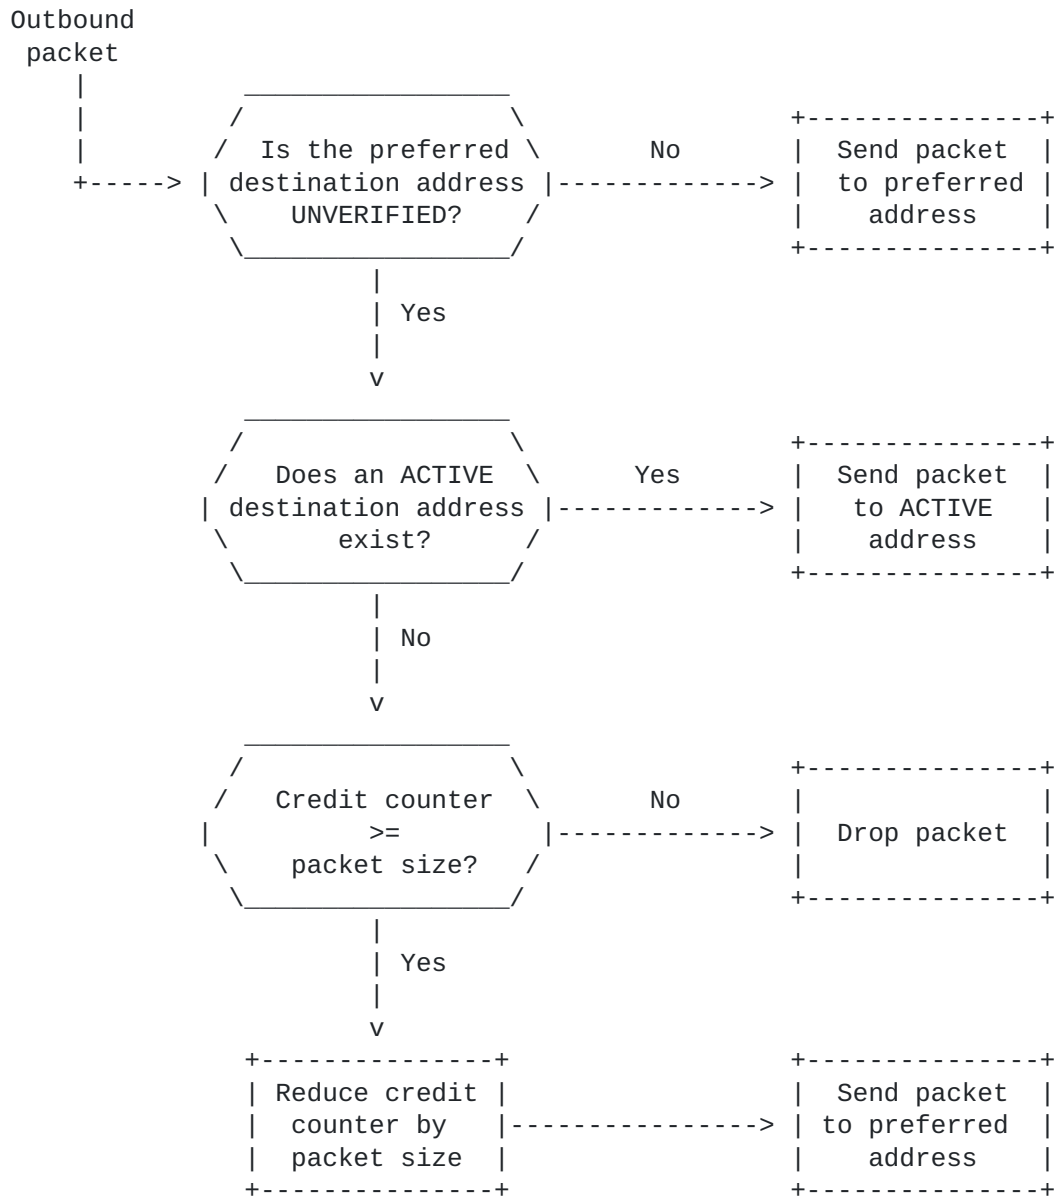 Outbound
packet
Is the preferred No Send packet
destination address to preferred
UNVERIFIED? address
Yes
Does an ACTIVE Yes Send packet
destination address to ACTIVE
exist? address
No
Credit counter No
>= Drop packet
packet size?
Yes
Reduce credit Send packet
counter by to preferred
packet size address